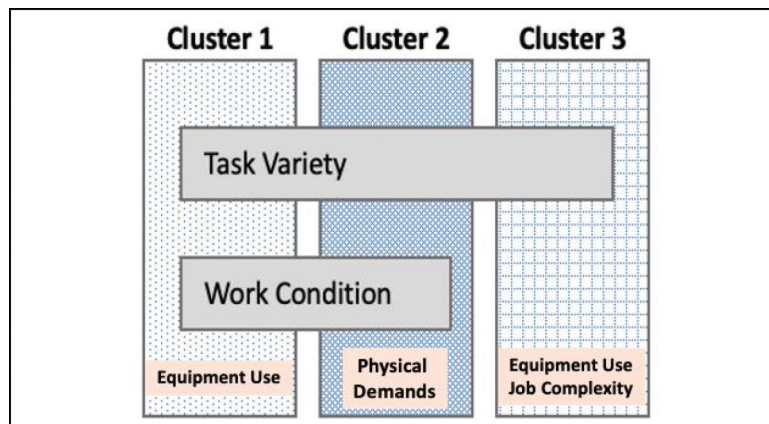 Cluster 1 Cluster 2 Cluster 3
Task Variety
Work Condition
Equipment Use
Physical
Demands
Equipment Use
Job Complexity